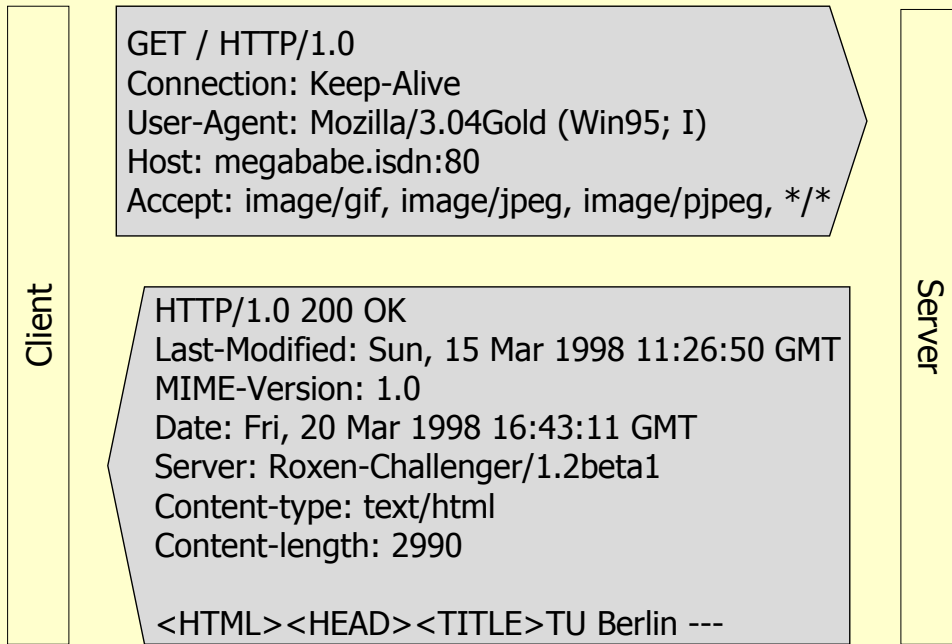 Client
GET / HTTP/1.0
Connection: Keep-Alive
User-Agent: Mozilla/3.04Gold (Win95; I)
Host: megababe.isdn:80
Accept: image/gif, image/jpeg, image/pjpeg, */*
HTTP/1.0 200 OK
Last-Modified: Sun, 15 Mar 1998 11:26:50 GMT
MIME-Version: 1.0
Date: Fri, 20 Mar 1998 16:43:11 GMT
Server: Roxen-Challenger/1.2beta1
Content-type: text/html
Content-length: 2990
<HTML><HEAD><TITLE>TU Berlin ---
Server